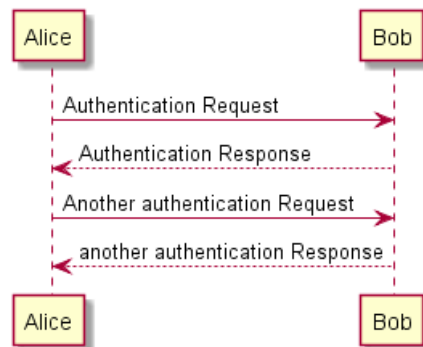 Alice Bob
Authentication Request
Authentication Response
Another authentication Request
another authentication Response
Alice Bob